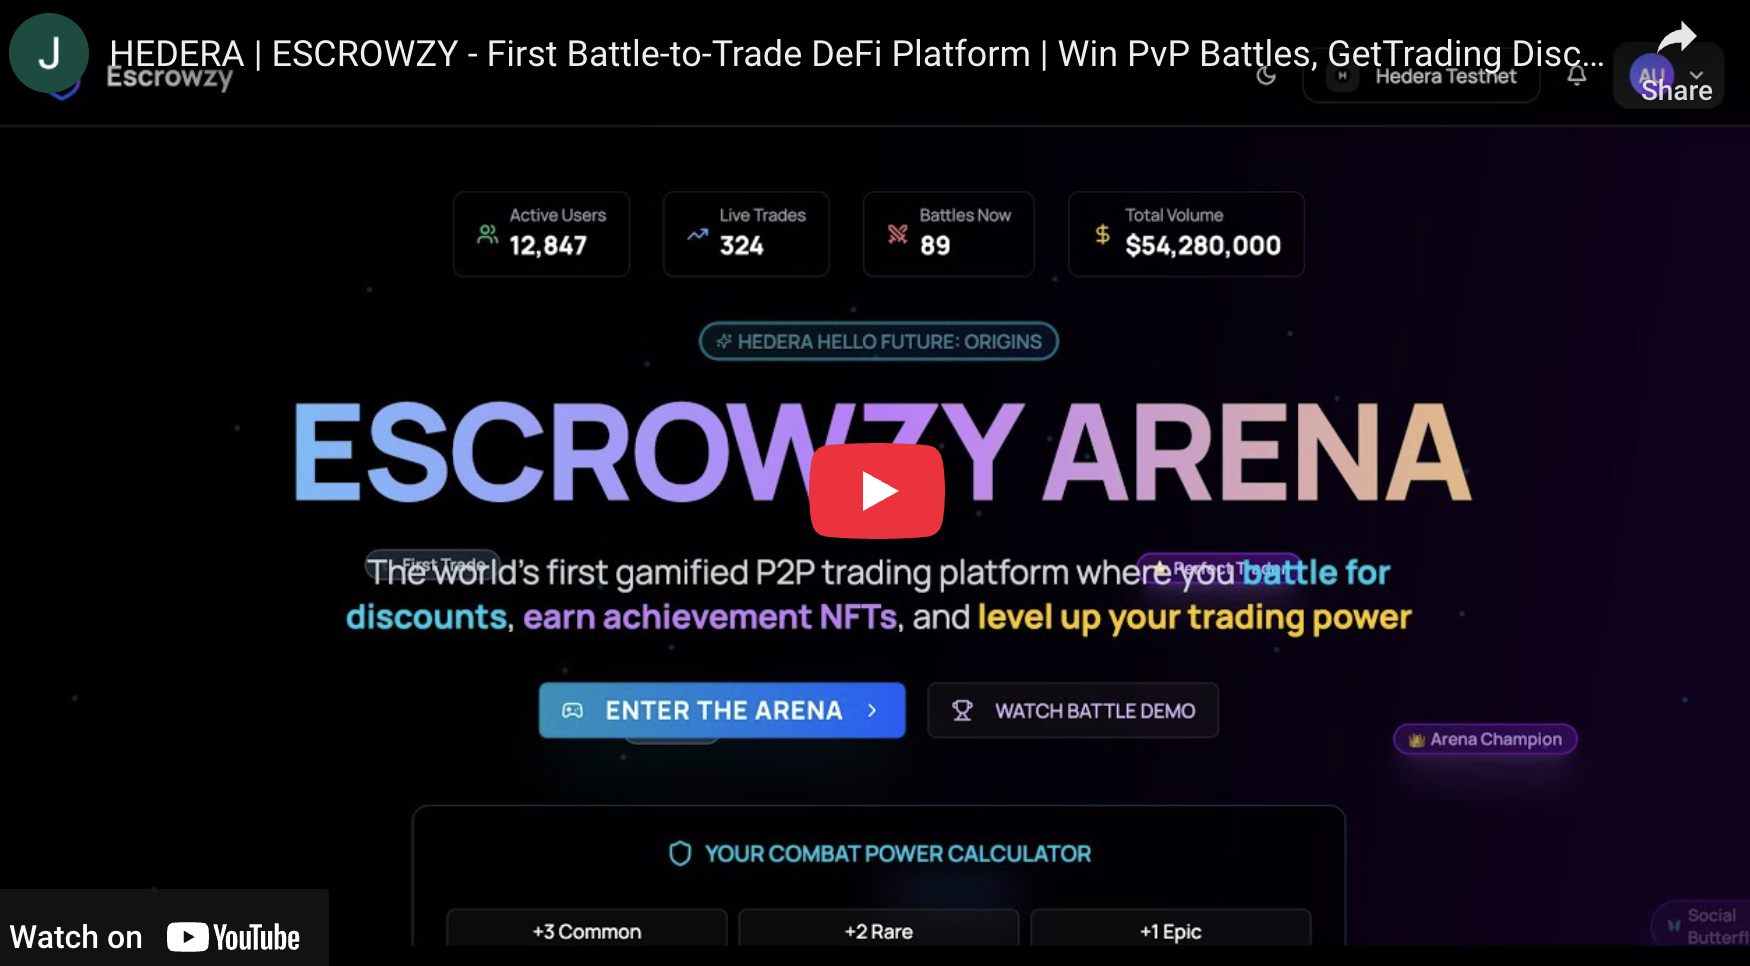 J
HEDERA | ESCROWZY - First Battle-to-Trade DeFi Platform | Win PvP Battles, GetTrading Disc...
Escrowzy
H Hedera Testnet
AU
Share
Active Users
12,847
Live Trades
324
Battles Now
89
Total Volume
$54,280,000
HEDERA HELLO FUTURE: ORIGINS
ESCROWZY ARENA
First Trade
Perfect Trader
The world's first gamified P2P trading platform where you battle for
discounts, earn achievement NFTs, and level up your trading power
ENTER THE ARENA
WATCH BATTLE DEMO
Arena Champion
YOUR COMBAT POWER CALCULATOR
+3 Common
+2 Rare
+1 Epic
Social
Butterfl
Watch on YouTube